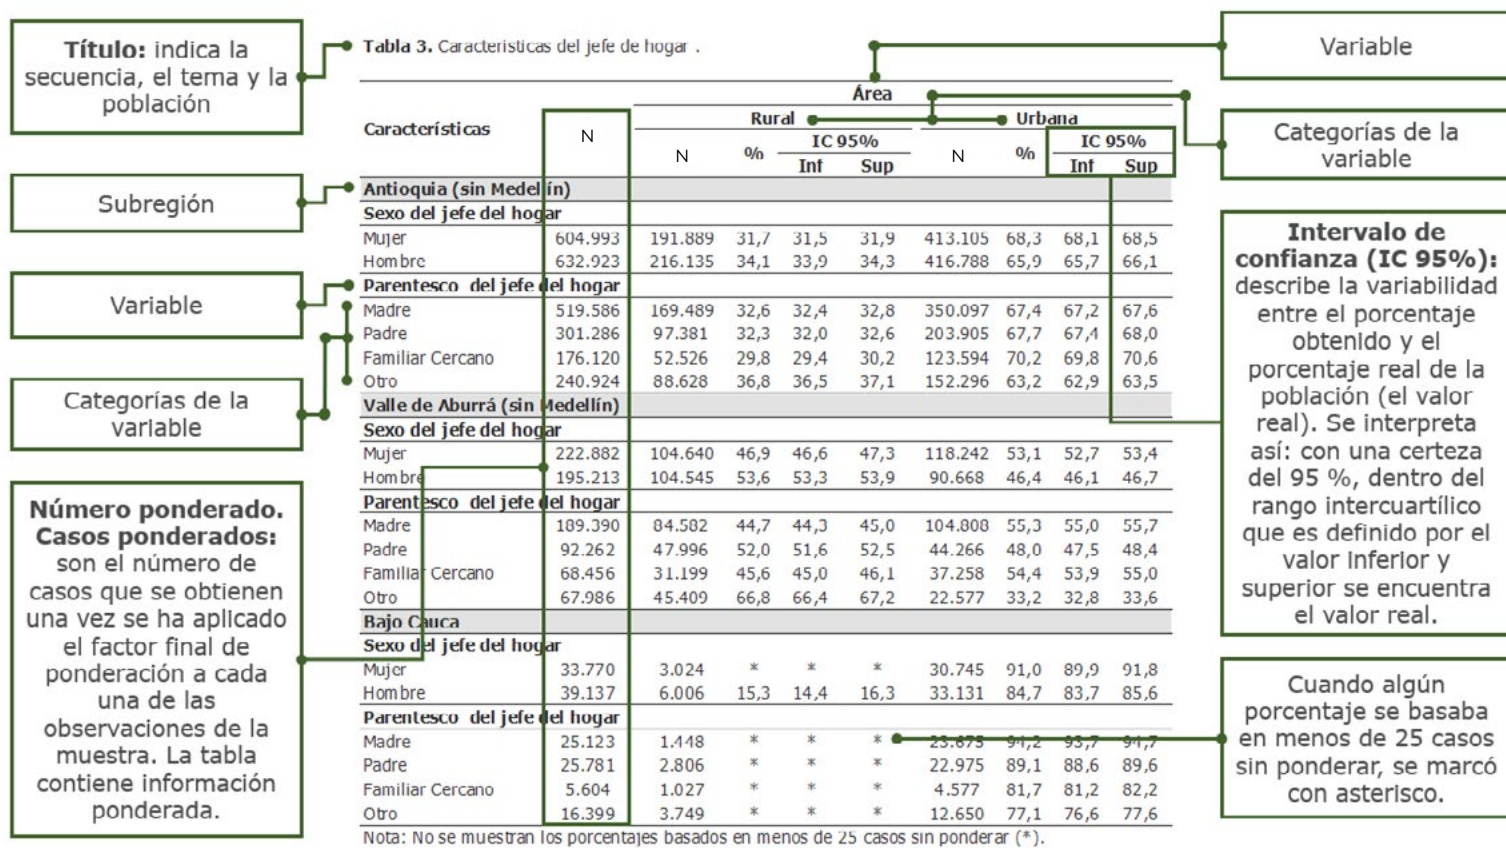 Título: indica la
secuencia, el tema y la
población
Subregión
Variable
Categorías de la
variable
Número ponderado.
Casos ponderados:
son el número de
casos que se obtienen
una vez se ha aplicado
el factor final de
ponderación a cada
una de las
observaciones de la
muestra. La tabla
contiene información
ponderada.
Tabla 3. Características del jefe de hogar .
Área
Características N Rural Urbana
N % IC 95% N % IC 95%
Inf Sup Inf Sup
Antioquia (sin Medellín)
Sexo del jefe del hogar
Mujer 604.993 191.889 31,7 31,5 31,9 413.105 68,3 68,1 68,5
Hombre 632.923 216.135 34,1 33,9 34,3 416.788 65,9 65,7 66,1
Parentesco del jefe del hogar
Madre 519.586 169.489 32,6 32,4 32,8 350.097 67,4 67,2 67,6
Padre 301.286 97.381 32,3 32,0 32,6 203.905 67,7 67,4 68,0
Familiar Cercano 176.120 52.526 29,8 29,4 30,2 123.594 70,2 69,8 70,6
Otro 240.924 88.628 36,8 36,5 37,1 152.296 63,2 62,9 63,5
Valle de Aburrá (sin Medellín)
Sexo del jefe del hogar
Mujer 222.882 104.640 46,9 46,6 47,3 118.242 53,1 52,7 53,4
Hombre 195.213 104.545 53,6 53,3 53,9 90.668 46,4 46,1 46,7
Parentesco del jefe del hogar
Madre 189.390 84.582 44,7 44,3 45,0 104.808 55,3 55,0 55,7
Padre 92.262 47.996 52,0 51,6 52,5 44.266 48,0 47,5 48,4
Familiar Cercano 68.456 31.199 45,6 45,0 46,1 37.258 54,4 53,9 55,0
Otro 67.986 45.409 66,8 66,4 67,2 22.577 33,2 32,8 33,6
Bajo Cauca
Sexo del jefe del hogar
Mujer 33.770 3.024 * * * 30.745 91,0 89,9 91,8
Hombre 39.137 6.006 15,3 14,4 16,3 33.131 84,7 83,7 85,6
Parentesco del jefe del hogar
Madre 25.123 1.448 * * * 23.675 94,2 93,7 94,7
Padre 25.781 2.806 * * * 22.975 89,1 88,6 89,6
Familiar Cercano 5.604 1.027 * * * 4.577 81,7 81,2 82,2
Otro 16.399 3.749 * * * 12.650 77,1 76,6 77,6
Nota: No se muestran los porcentajes basados en menos de 25 casos sin ponderar (*).
Variable
Categorías de la
variable
Intervalo de
confianza (IC 95%):
describe la variabilidad
entre el porcentaje
obtenido y el
porcentaje real de la
población (el valor
real). Se interpreta
así: con una certeza
del 95 %, dentro del
rango intercuartílico
que es definido por el
valor inferior y
superior se encuentra
el valor real.
Cuando algún
porcentaje se basaba
en menos de 25 casos
sin ponderar, se marcó
con asterisco.